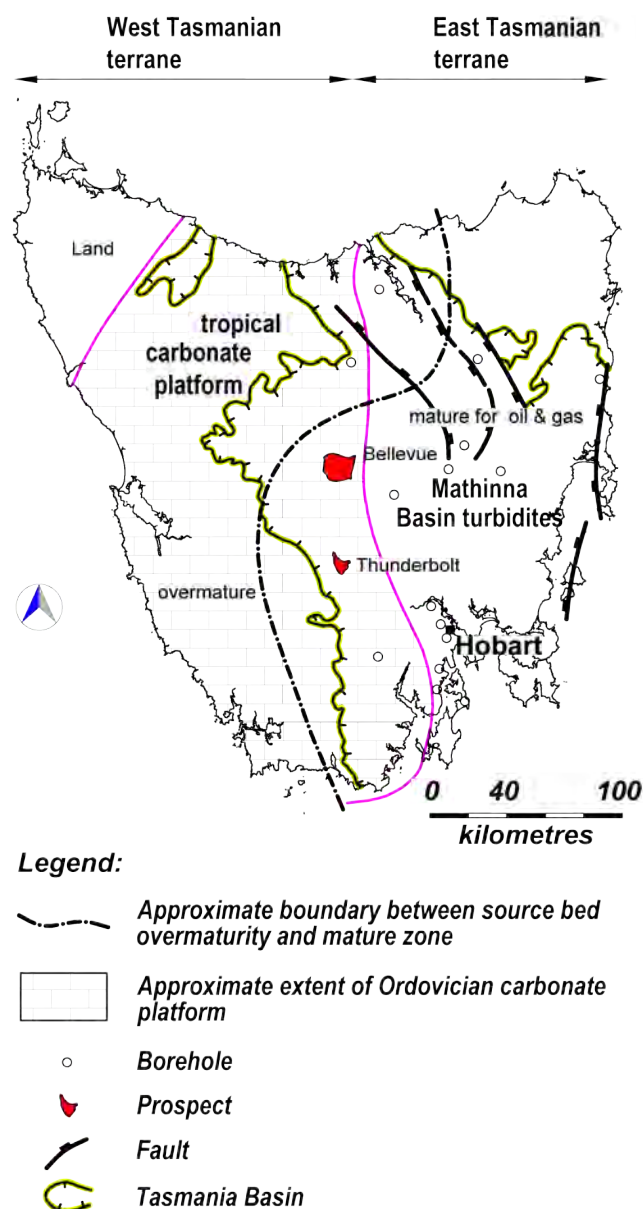 West Tasmanian
terrane
East Tasmanian
terrane
Land
tropical
carbonate
platform
mature for oil & gas
Bellevue
Mathinna
Basin turbidites
Thunderbolt
overmature
Hobart
0 40 100
kilometres
Legend:
Approximate boundary between source bed
overmaturity and mature zone
Approximate extent of Ordovician carbonate
platform
Borehole
Prospect
Fault
Tasmania Basin